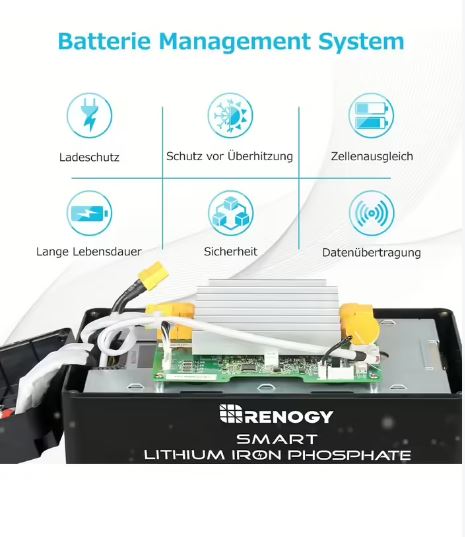 Batterie Management System
Ladeschutz
Schutz vor Überhitzung
Zellenausgleich
Lange Lebensdauer
Sicherheit
Datenübertragung
RENOGY
SMART
LITHIUM IRON PHOSPHATE